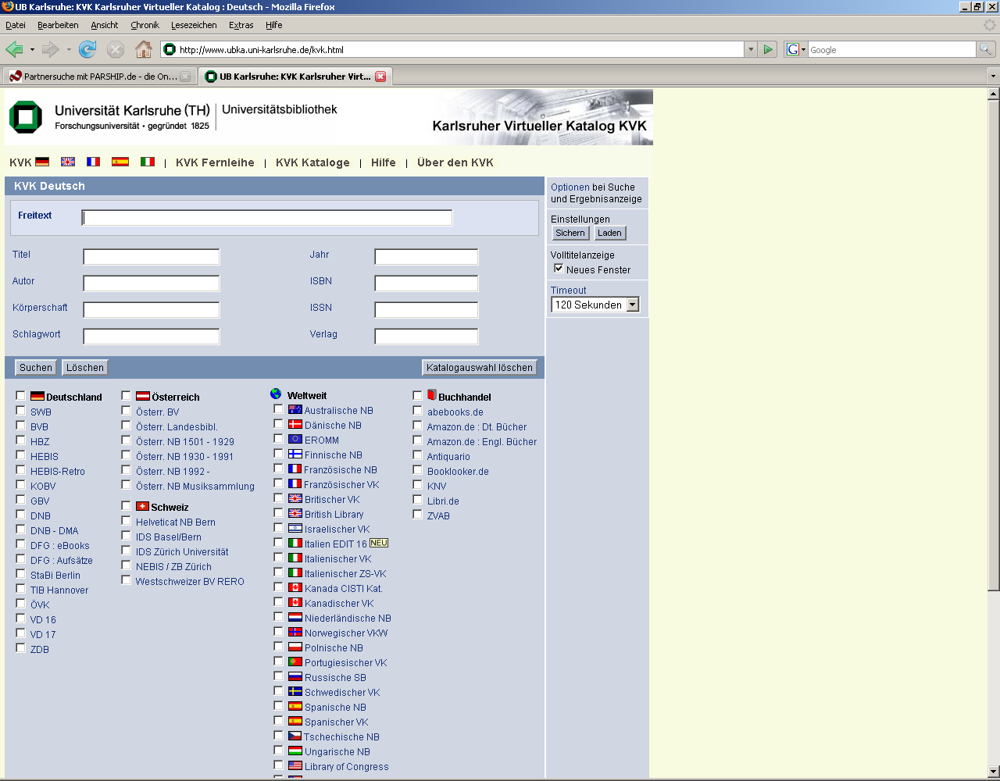 UB Karlsruhe: KVK Karlsruher Virtueller Katalog : Deutsch - Mozilla Firefox
Datei Bearbeiten Ansicht Chronik Lesezeichen Extras Hilfe
http://www.ubka.uni-karlsruhe.de/kvk.html
G Google
Partnersuche mit PARSHIP.de - die On...
UB Karlsruhe: KVK Karlsruher Virt...
Universität Karlsruhe (TH)
Forschungsuniversität • gegründet 1825
Universitätsbibliothek
Karlsruher Virtueller Katalog KVK
KVK | KVK Fernleihe | KVK Kataloge | Hilfe | Über den KVK
KVK Deutsch
Freitext
Titel
Jahr
Autor
ISBN
Körperschaft
ISSN
Schlagwort
Verlag
Optionen bei Suche
und Ergebnisanzeige
Einstellungen
Sichern Laden
Volltitelanzeige
Neues Fenster
Timeout
120 Sekunden
Suchen Löschen Katalogauswahl löschen
Deutschland
SWB
BVB
HBZ
HEBIS
HEBIS-Retro
KOBV
GBV
DNB
DNB - DMA
DFG : eBooks
DFG : Aufsätze
StaBi Berlin
TIB Hannover
ÖVK
VD 16
VD 17
ZDB
Österreich
Österr. BV
Österr. Landesbibl.
Österr. NB 1501 - 1929
Österr. NB 1930 - 1991
Österr. NB 1992 -
Österr. NB Musiksammlung
Schweiz
Helveticat NB Bern
IDS Basel/Bern
IDS Zürich Universität
NEBIS / ZB Zürich
Westschweizer BV RERO
Weltweit
Australische NB
Dänische NB
EROMM
Finnische NB
Französische NB
Französischer VK
Britischer VK
British Library
Israelischer VK
Italien EDIT 16 NEU
Italienischer VK
Italienischer ZS-VK
Kanada CISTI Kat.
Kanadischer VK
Niederländische NB
Norwegischer VKW
Polnische NB
Portugiesischer VK
Russische SB
Schwedischer VK
Spanische NB
Spanischer VK
Tschechische NB
Ungarische NB
Library of Congress
Buchhandel
abebooks.de
Amazon.de : Dt. Bücher
Amazon.de : Engl. Bücher
Antiquario
Booklooker.de
KNV
Libri.de
ZVAB